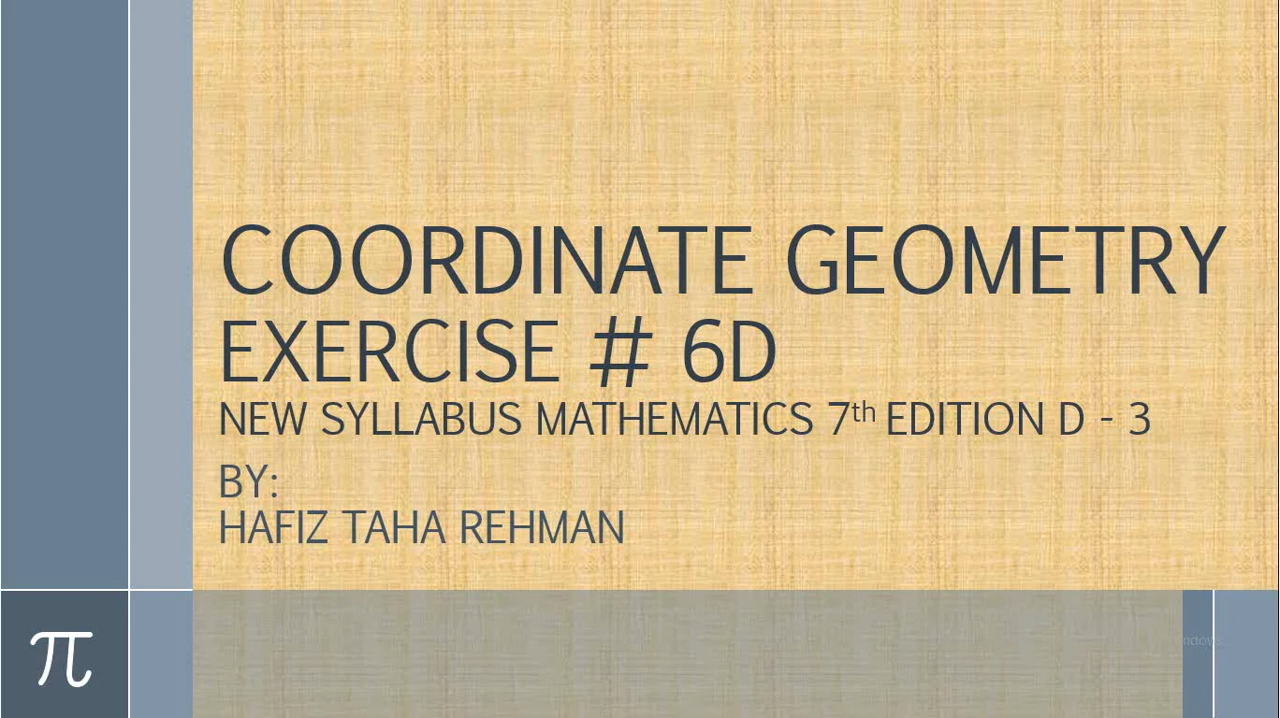 COORDINATE GEOMETRY
EXERCISE # 6D
NEW SYLLABUS MATHEMATICS 7th EDITION D - 3
BY:
HAFIZ TAHA REHMAN
π